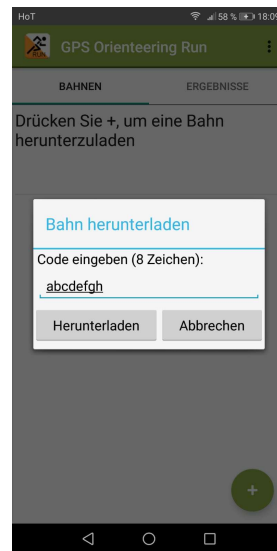 HoT 58 % 18:09
RUN GPS Orienteering Run
BAHNEN ERGEBNISSE
Drücken Sie +, um eine Bahn
herunterzuladen
Bahn herunterladen
Code eingeben (8 Zeichen):
abcdefgh
Herunterladen Abbrechen
+